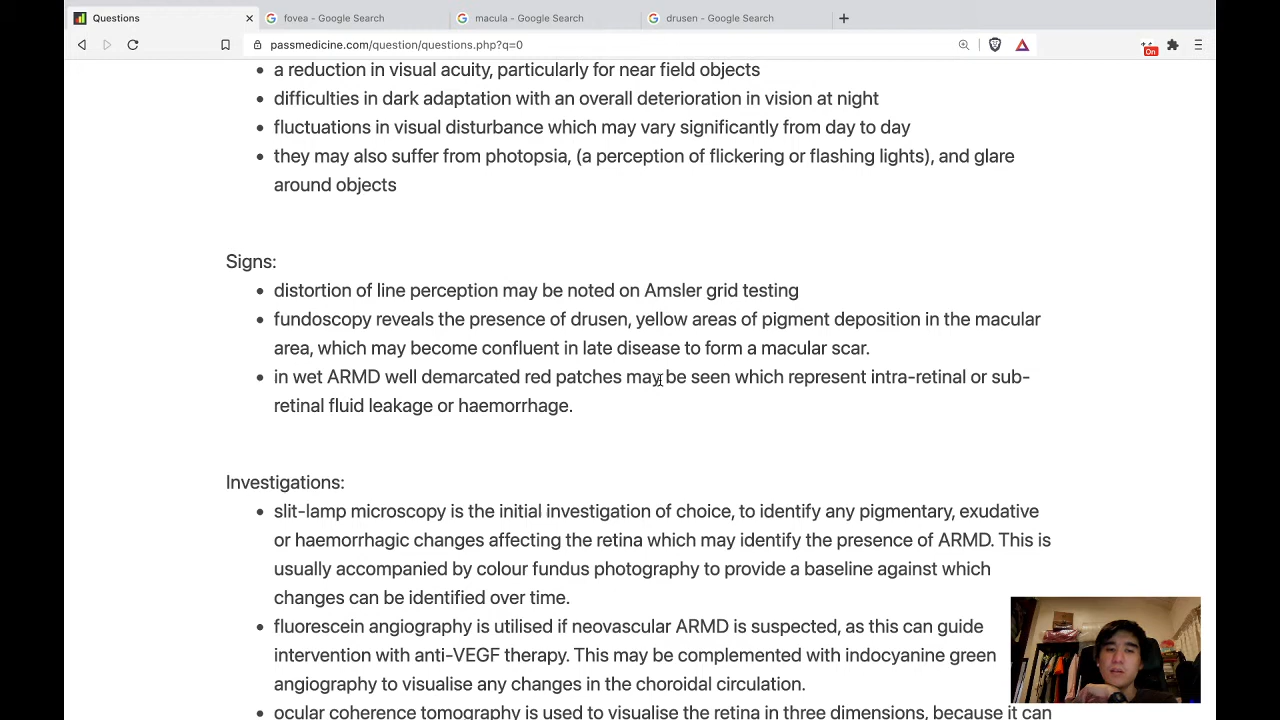 Questions
fovea - Google Search
macula - Google Search
drusen - Google Search
passmedicine.com/question/questions.php?q=0
On
• a reduction in visual acuity, particularly for near field objects
• difficulties in dark adaptation with an overall deterioration in vision at night
• fluctuations in visual disturbance which may vary significantly from day to day
• they may also suffer from photopsia, (a perception of flickering or flashing lights), and glare
around objects
Signs:
• distortion of line perception may be noted on Amsler grid testing
• fundoscopy reveals the presence of drusen, yellow areas of pigment deposition in the macular
area, which may become confluent in late disease to form a macular scar.
• in wet ARMD well demarcated red patches may be seen which represent intra-retinal or sub-
retinal fluid leakage or haemorrhage.
Investigations:
• slit-lamp microscopy is the initial investigation of choice, to identify any pigmentary, exudative
or haemorrhagic changes affecting the retina which may identify the presence of ARMD. This is
usually accompanied by colour fundus photography to provide a baseline against which
changes can be identified over time.
• fluorescein angiography is utilised if neovascular ARMD is suspected, as this can guide
intervention with anti-VEGF therapy. This may be complemented with indocyanine green
angiography to visualise any changes in the choroidal circulation.
• ocular coherence tomography is used to visualise the retina in three dimensions, because it can